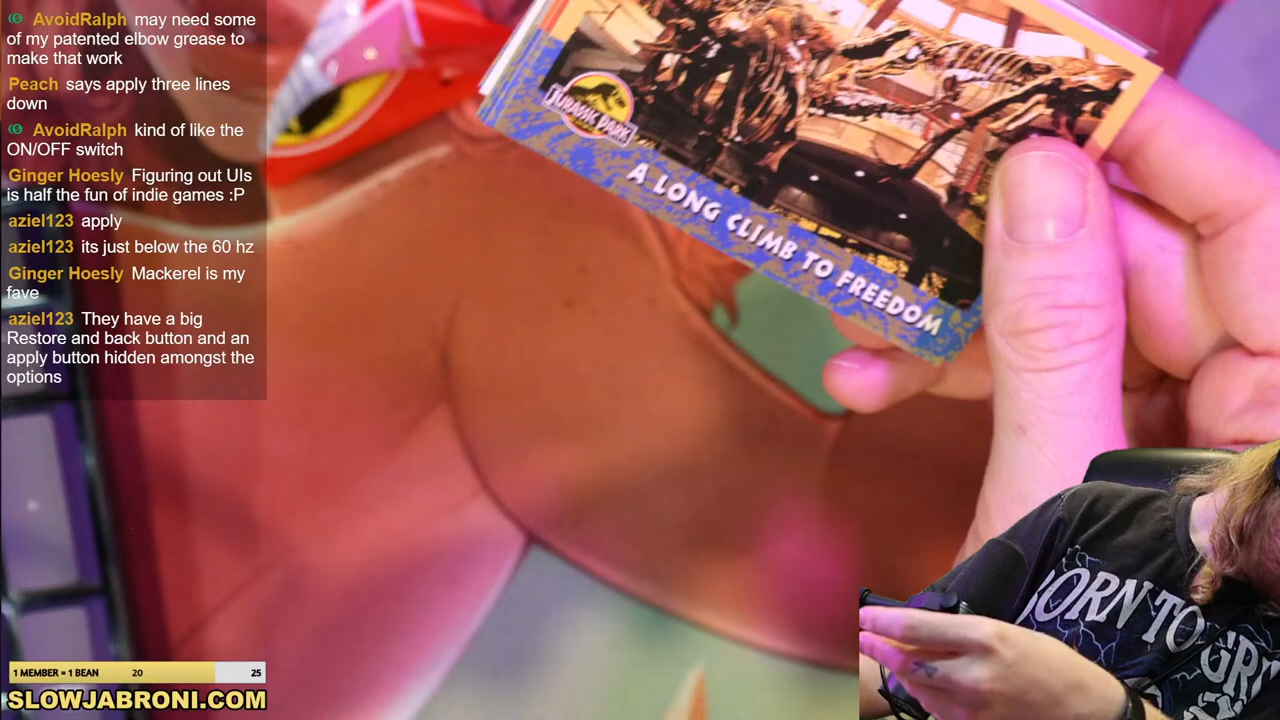 AvoidRalph may need some
of my patented elbow grease to
make that work
Peach says apply three lines
down
AvoidRalph kind of like the
ON/OFF switch
Ginger Hoesly Figuring out UIs
is half the fun of indie games :P
aziel123 apply
aziel123 its just below the 60 hz
Ginger Hoesly Mackerel is my
fave
aziel123 They have a big
Restore and back button and an
apply button hidden amongst the
options
JURASSIC PARK
A LONG CLIMB TO FREEDOM
BORN TO
1 MEMBER = 1 BEAN 20 25
SLOWJABRONI.COM